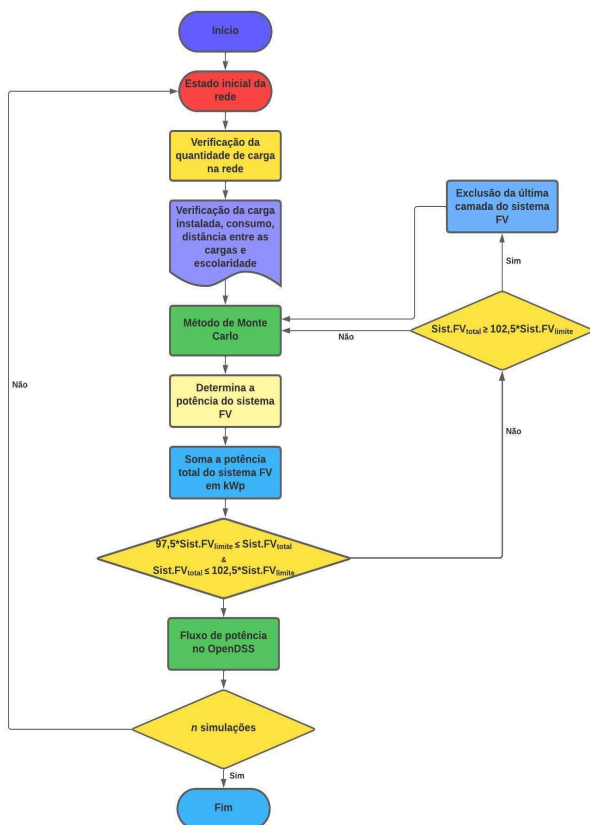 Início
Estado inicial da
rede
Verificação da
quantidade de carga
na rede
Verificação da carga
instalada, consumo,
distância entre as
cargas e
escolaridade
Exclusão da última
camada do sistema
FV
Sim
Sist.FVtotal ≥ 102,5*Sist.FVlimite
Não
Método de Monte
Carlo
Não
Determina a
potência do sistema
FV
Não
Soma a potência
total do sistema FV
em kWp
97,5*Sist.FVlimite ≤ Sist.FVtotal
&
Sist.FVtotal ≤ 102,5*Sist.FVlimite
Fluxo de potência
no OpenDSS
n simulações
Sim
Fim